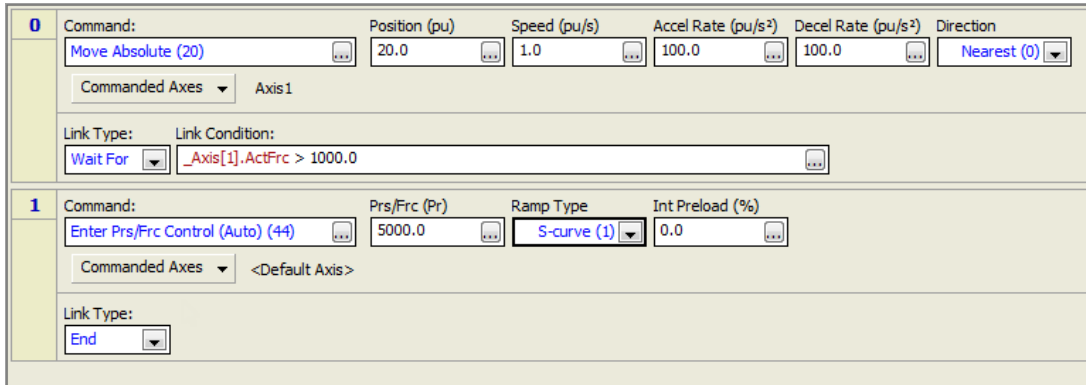 0 Command: Position (pu) Speed (pu/s) Accel Rate (pu/s²) Decel Rate (pu/s²) Direction
Move Absolute (20) ... 20.0 ... 1.0 ... 100.0 ... 100.0 ... Nearest (0)
Commanded Axes Axis1
Link Type: Link Condition:
Wait For _Axis[1].ActFrc > 1000.0 ...
1 Command: Prs/Frc (Pr) Ramp Type Int Preload (%)
Enter Prs/Frc Control (Auto) (44) ... 5000.0 ... S-curve (1) 0.0 ...
Commanded Axes <Default Axis>
Link Type:
End